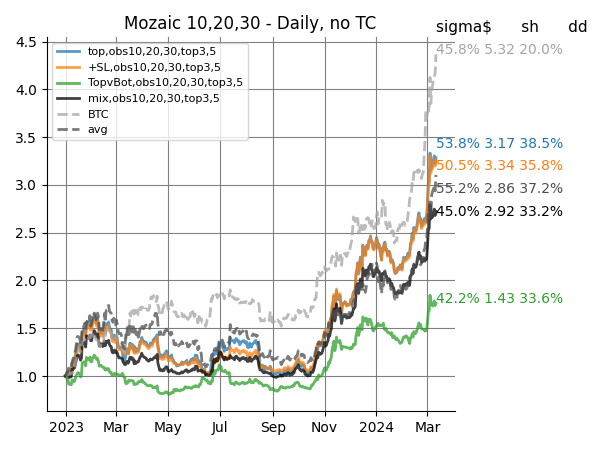 Mozaic 10,20,30 - Daily, no TC
sigma$ sh dd
4.5
4.0
3.5
3.0
2.5
2.0
1.5
1.0
top,obs10,20,30,top3,5
+SL,obs10,20,30,top3,5
TopvBot,obs10,20,30,top3,5
mix,obs10,20,30,top3,5
BTC
avg
45.8% 5.32 20.0%
53.8% 3.17 38.5%
50.5% 3.34 35.8%
55.2% 2.86 37.2%
45.0% 2.92 33.2%
42.2% 1.43 33.6%
2023 Mar May Jul Sep Nov 2024 Mar